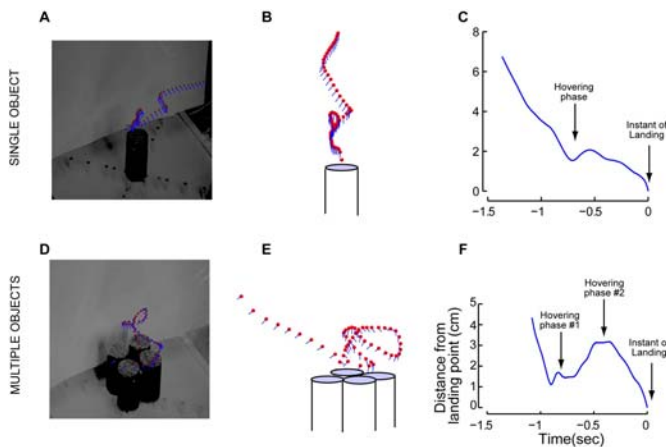 A
B
C
SINGLE OBJECT
8
6
4
2
0
Hovering
phase
Instant of
Landing
−1.5
−1
−0.5
0
D
E
F
MULTIPLE OBJECTS
Distance from
landing point (cm)
5
4
3
2
1
0
Hovering
phase #1
Hovering
phase #2
Instant of
Landing
−1.5
−1
−0.5
0
Time(sec)